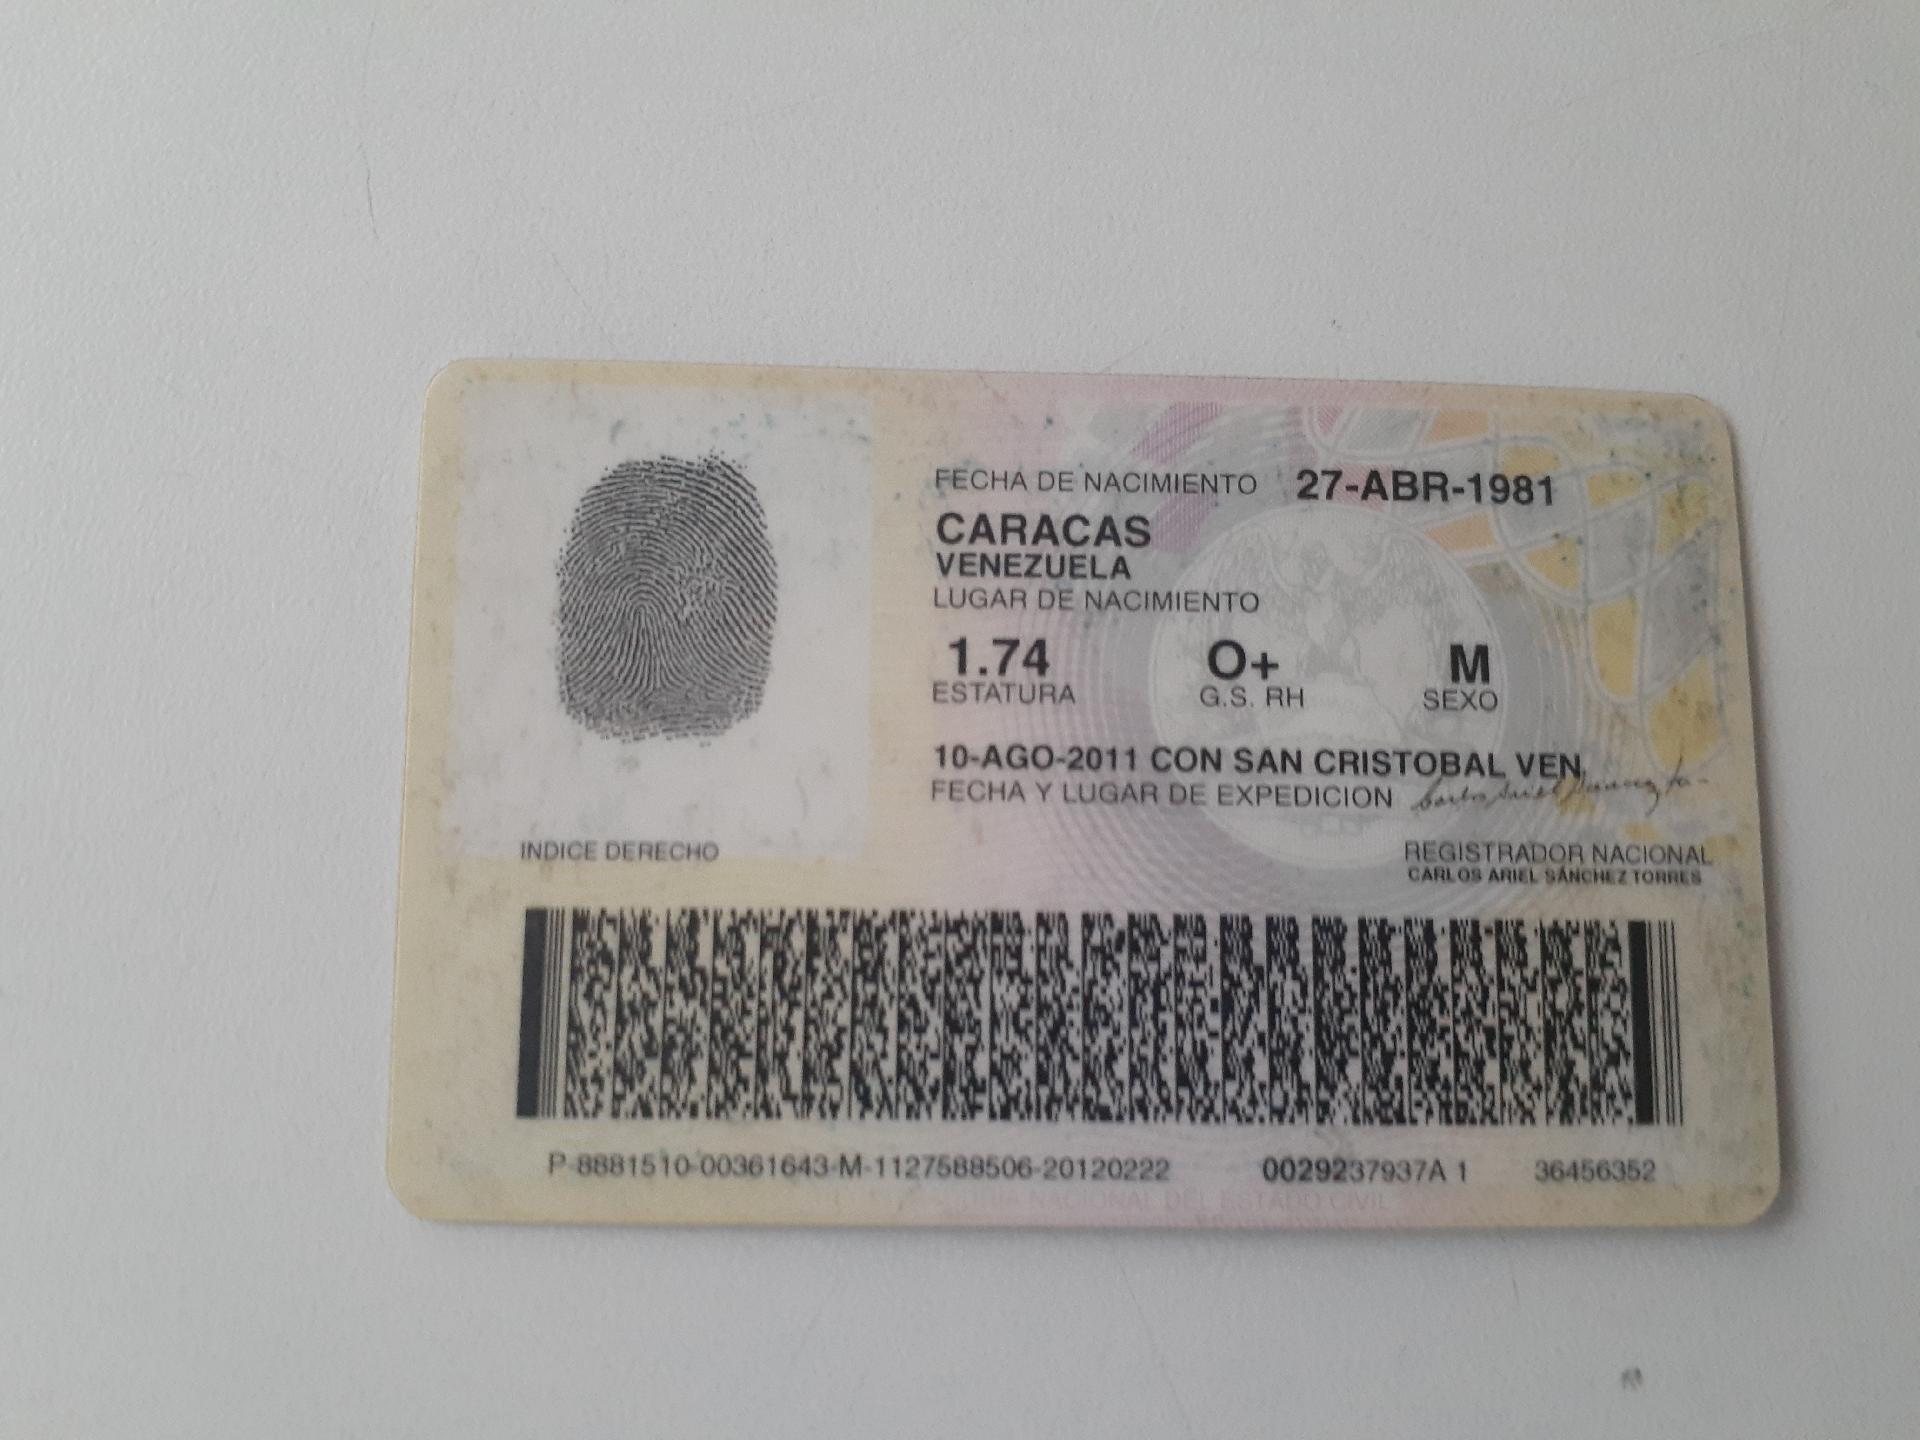 FECHA DE NACIMIENTO 27-ABR-1981
CARACAS
VENEZUELA
LUGAR DE NACIMIENTO
1.74 O+ M
ESTATURA G.S. RH SEXO
10-AGO-2011 CON SAN CRISTOBAL VEN.
FECHA Y LUGAR DE EXPEDICION
INDICE DERECHO
REGISTRADOR NACIONAL
CARLOS ARIEL SÁNCHEZ TORRES
P-8881510-00361643-M-1127588506-20120222 0029237937A 1 36456352
NACIONAL DEL ESTADO CIVIL